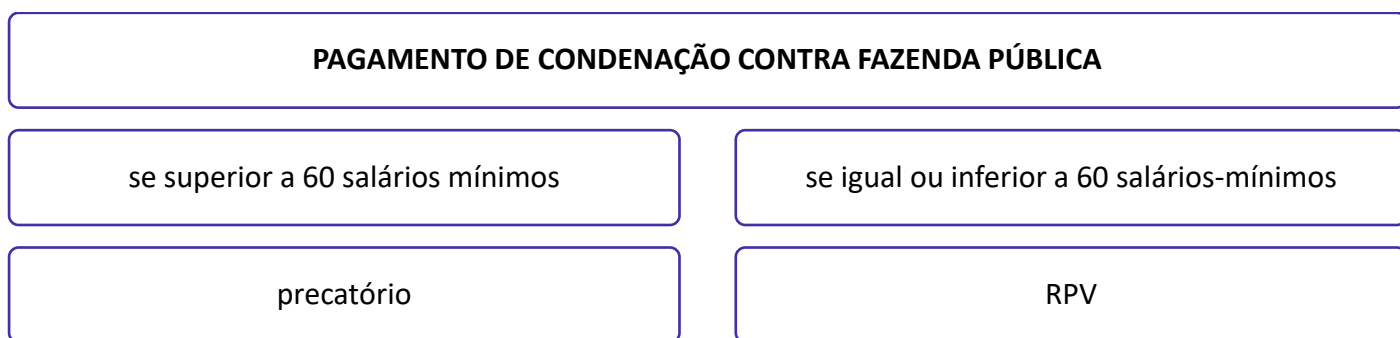 PAGAMENTO DE CONDENAÇÃO CONTRA FAZENDA PÚBLICA
se superior a 60 salários mínimos
se igual ou inferior a 60 salários-mínimos
precatório
RPV